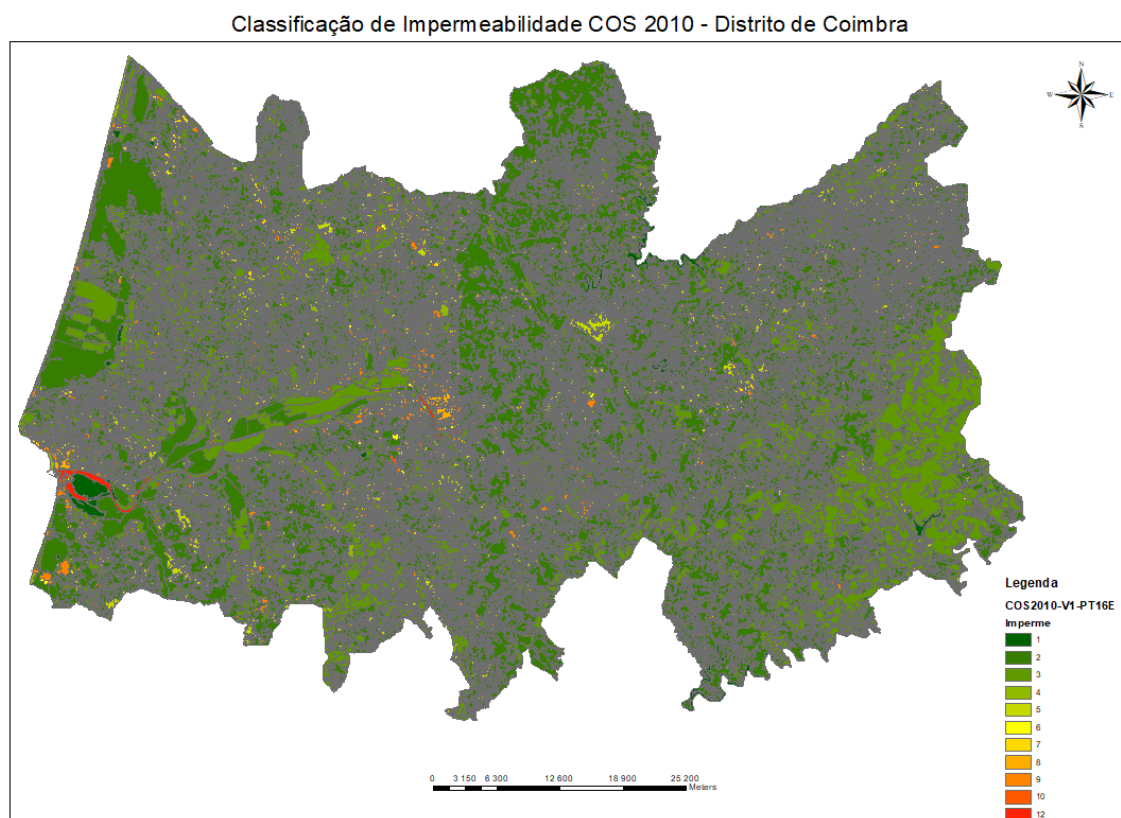 Classificação de Impermeabilidade COS 2010 - Distrito de Coimbra
N
W E
S
Legenda
COS2010-V1-PT16E
Imperme
1
2
3
4
5
6
7
8
9
10
12
0 3 150 6 300 12 600 18 900 25 200
Meters